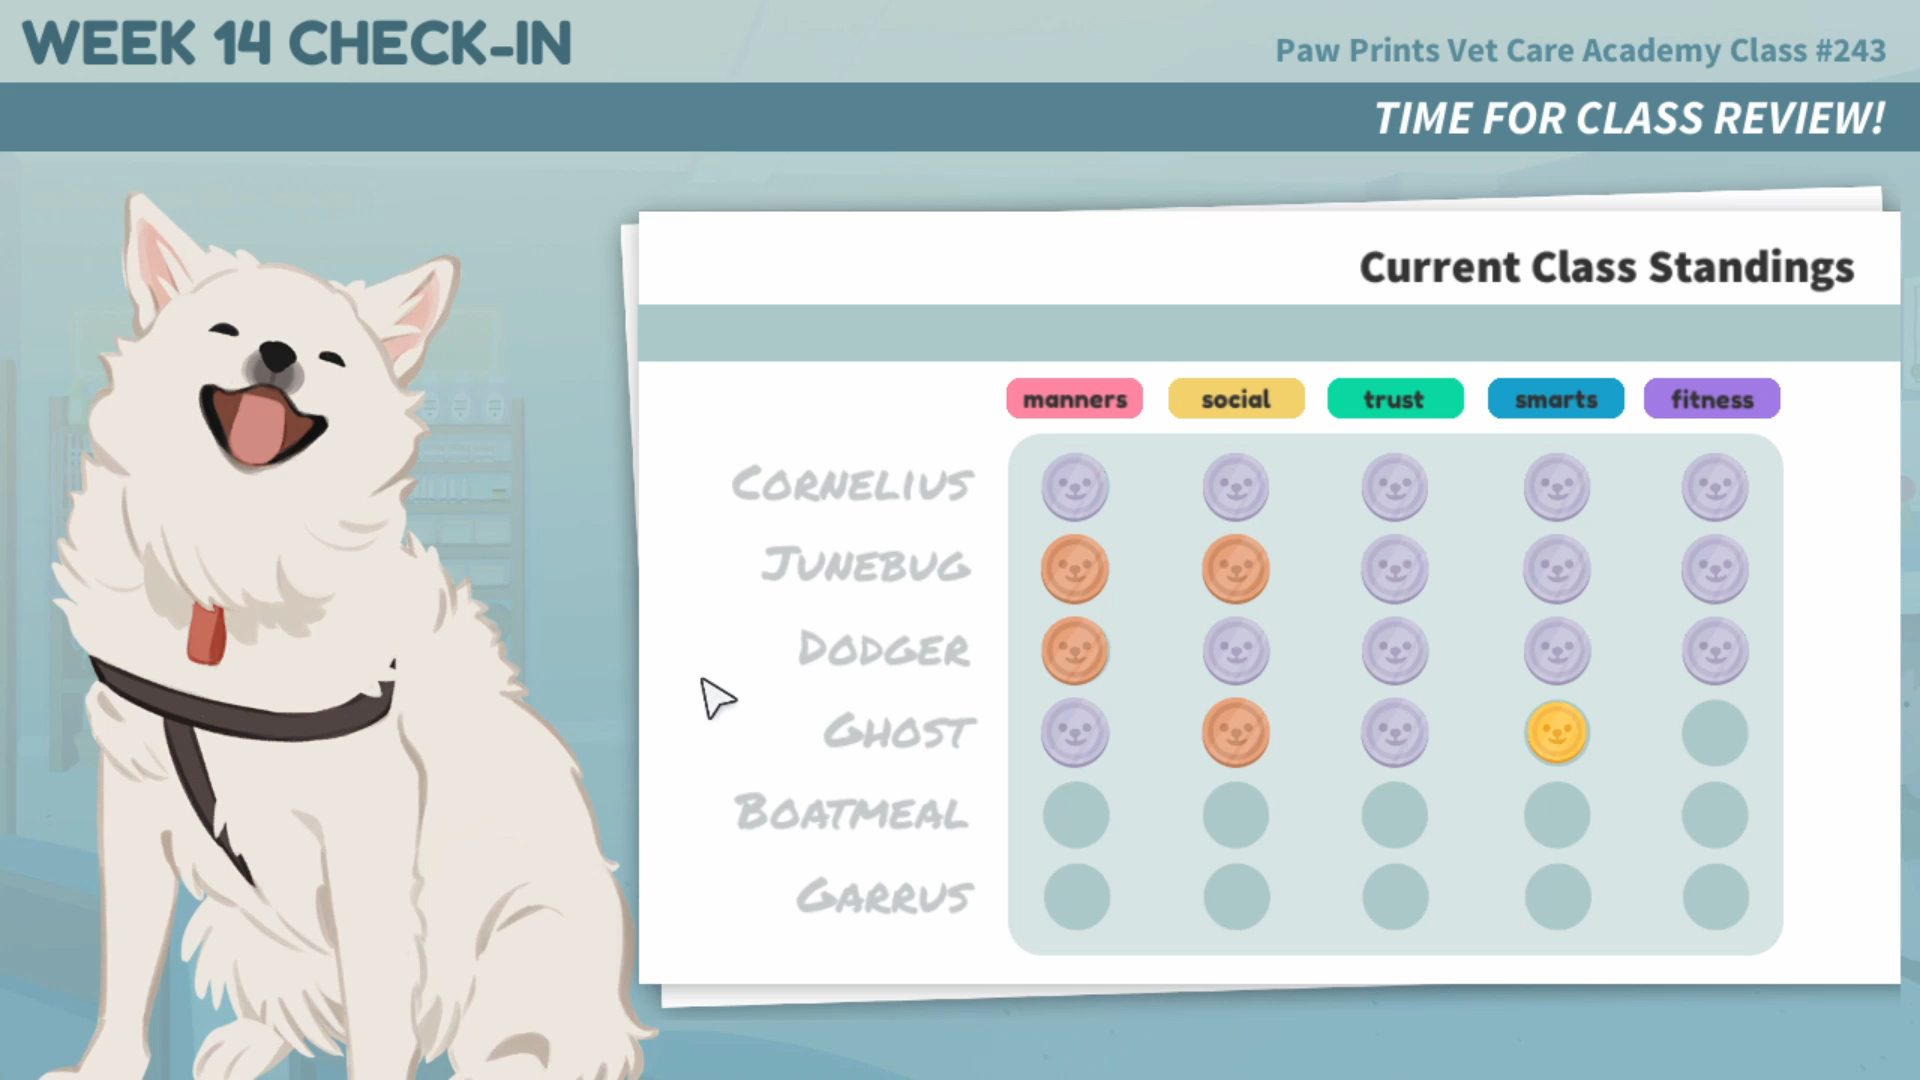 WEEK 14 CHECK-IN
Paw Prints Vet Care Academy Class #243
TIME FOR CLASS REVIEW!
Current Class Standings
manners social trust smarts fitness
CORNELIUS
JUNEBUG
DODGER
GHOST
BOATMEAL
GARRUS